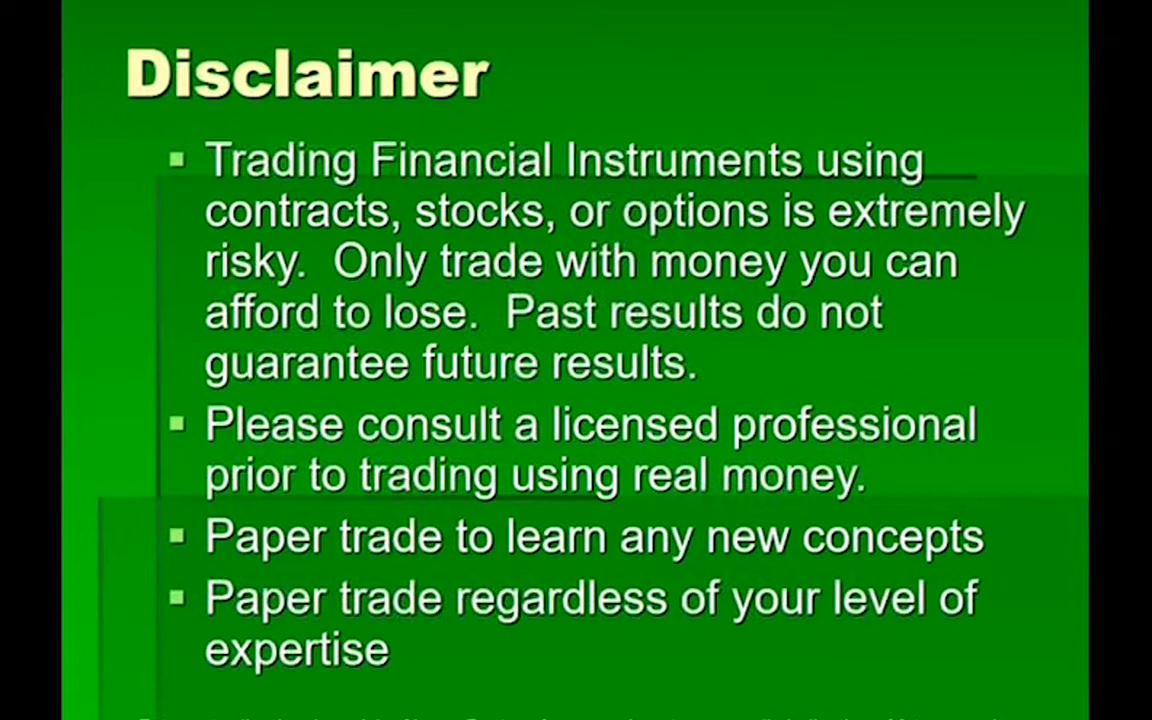 Disclaimer
Trading Financial Instruments using
contracts, stocks, or options is extremely
risky.  Only trade with money you can
afford to lose.  Past results do not
guarantee future results.
Please consult a licensed professional
prior to trading using real money.
Paper trade to learn any new concepts
Paper trade regardless of your level of
expertise